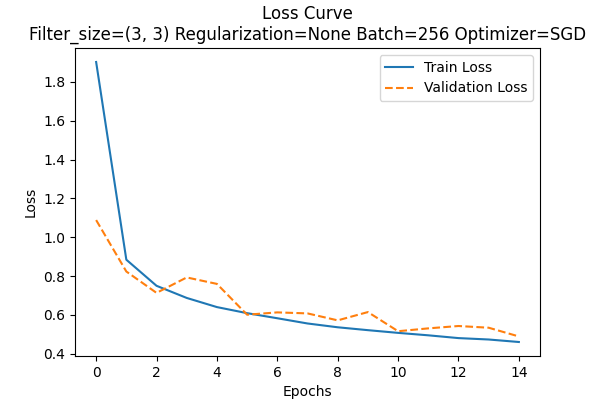 Loss Curve
Filter_size=(3, 3) Regularization=None Batch=256 Optimizer=SGD
Train Loss
Validation Loss
1.8
1.6
1.4
1.2
1.0
0.8
0.6
0.4
Loss
0 2 4 6 8 10 12 14
Epochs